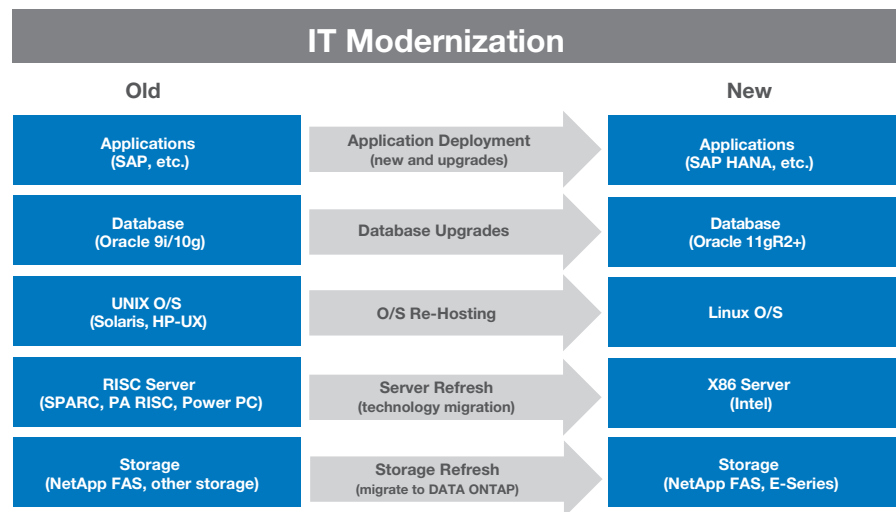 IT Modernization
Old
New
Applications
(SAP, etc.)
Application Deployment
(new and upgrades)
Applications
(SAP HANA, etc.)
Database
(Oracle 9i/10g)
Database Upgrades
Database
(Oracle 11gR2+)
UNIX O/S
(Solaris, HP-UX)
O/S Re-Hosting
Linux O/S
RISC Server
(SPARC, PA RISC, Power PC)
Server Refresh
(technology migration)
X86 Server
(Intel)
Storage
(NetApp FAS, other storage)
Storage Refresh
(migrate to DATA ONTAP)
Storage
(NetApp FAS, E-Series)